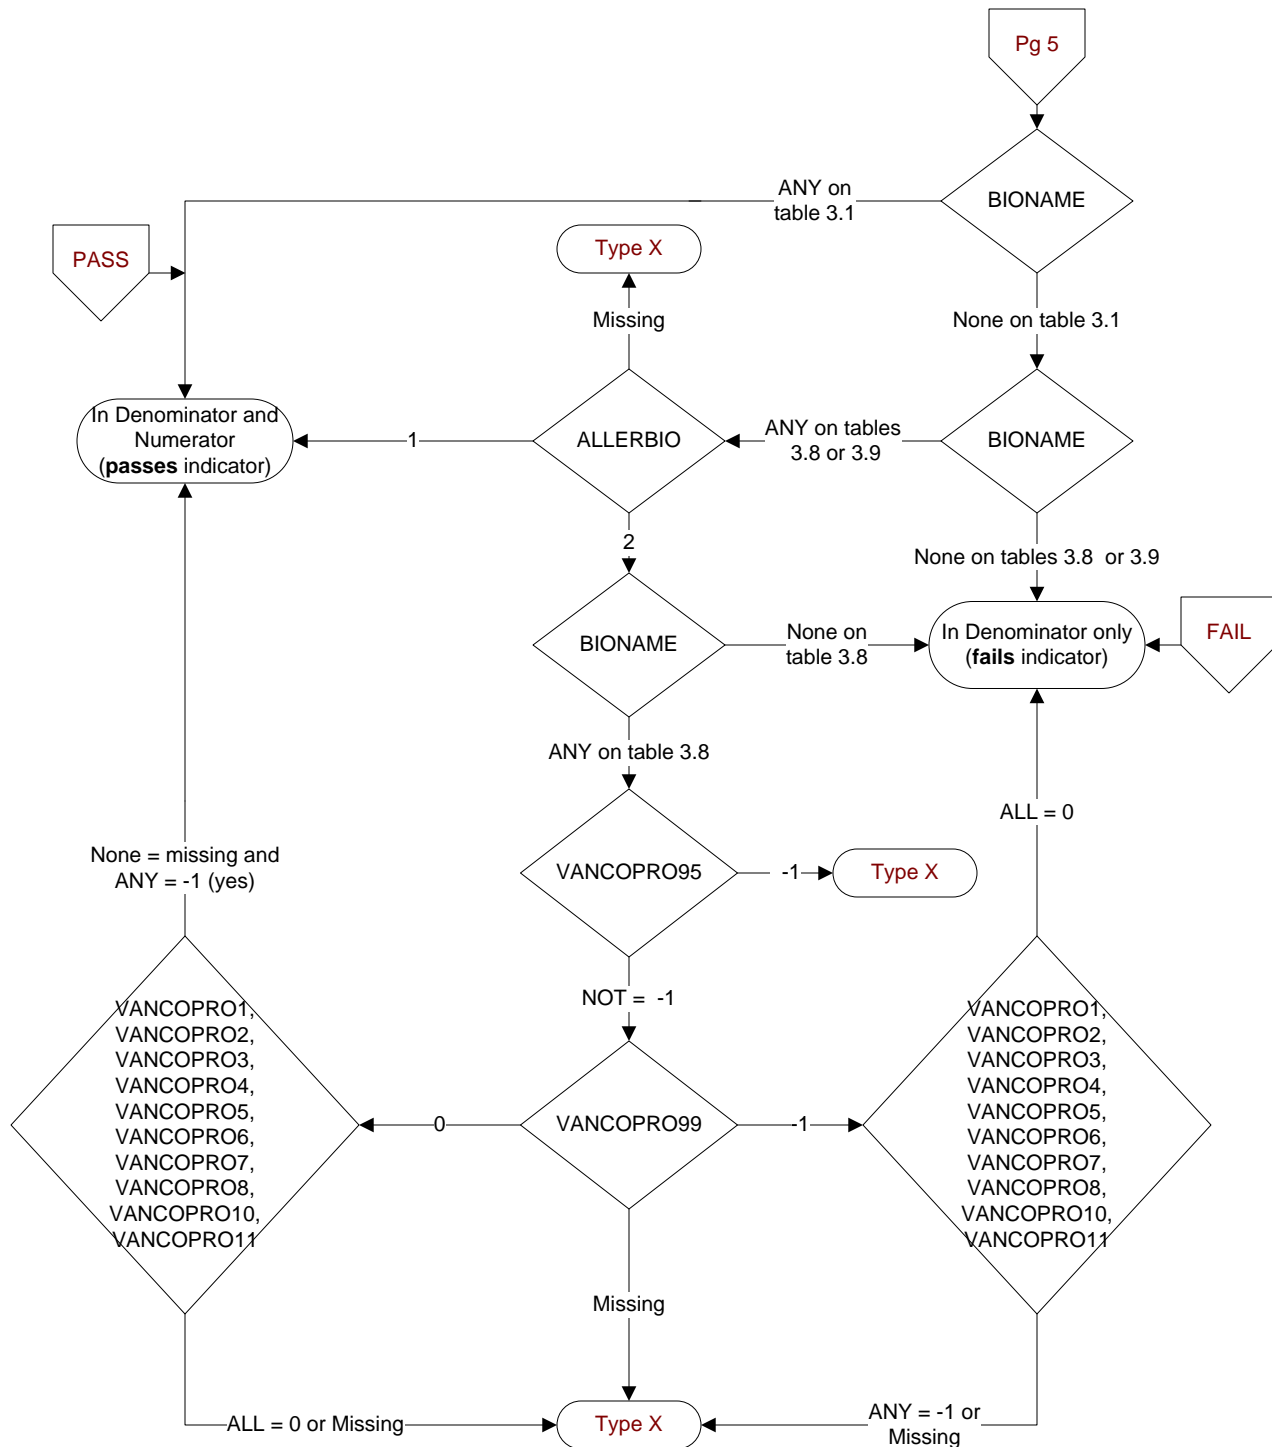 Pg 5
BIONAME
ANY on
table 3.1
PASS
Type X
None on table 3.1
Missing
In Denominator and
Numerator
(passes indicator)
1
ALLERBIO
ANY on tables
3.8 or 3.9
BIONAME
2
None on tables 3.8 or 3.9
BIONAME
None on
table 3.8
In Denominator only
(fails indicator)
FAIL
ANY on table 3.8
ALL = 0
None = missing and
ANY = -1 (yes)
VANCOPRO95
-1
Type X
NOT = -1
VANCOPRO1,
VANCOPRO2,
VANCOPRO3,
VANCOPRO4,
VANCOPRO5,
VANCOPRO6,
VANCOPRO7,
VANCOPRO8,
VANCOPRO10,
VANCOPRO11
0
VANCOPRO99
-1
VANCOPRO1,
VANCOPRO2,
VANCOPRO3,
VANCOPRO4,
VANCOPRO5,
VANCOPRO6,
VANCOPRO7,
VANCOPRO8,
VANCOPRO10,
VANCOPRO11
Missing
ALL = 0 or Missing
Type X
ANY = -1 or
Missing